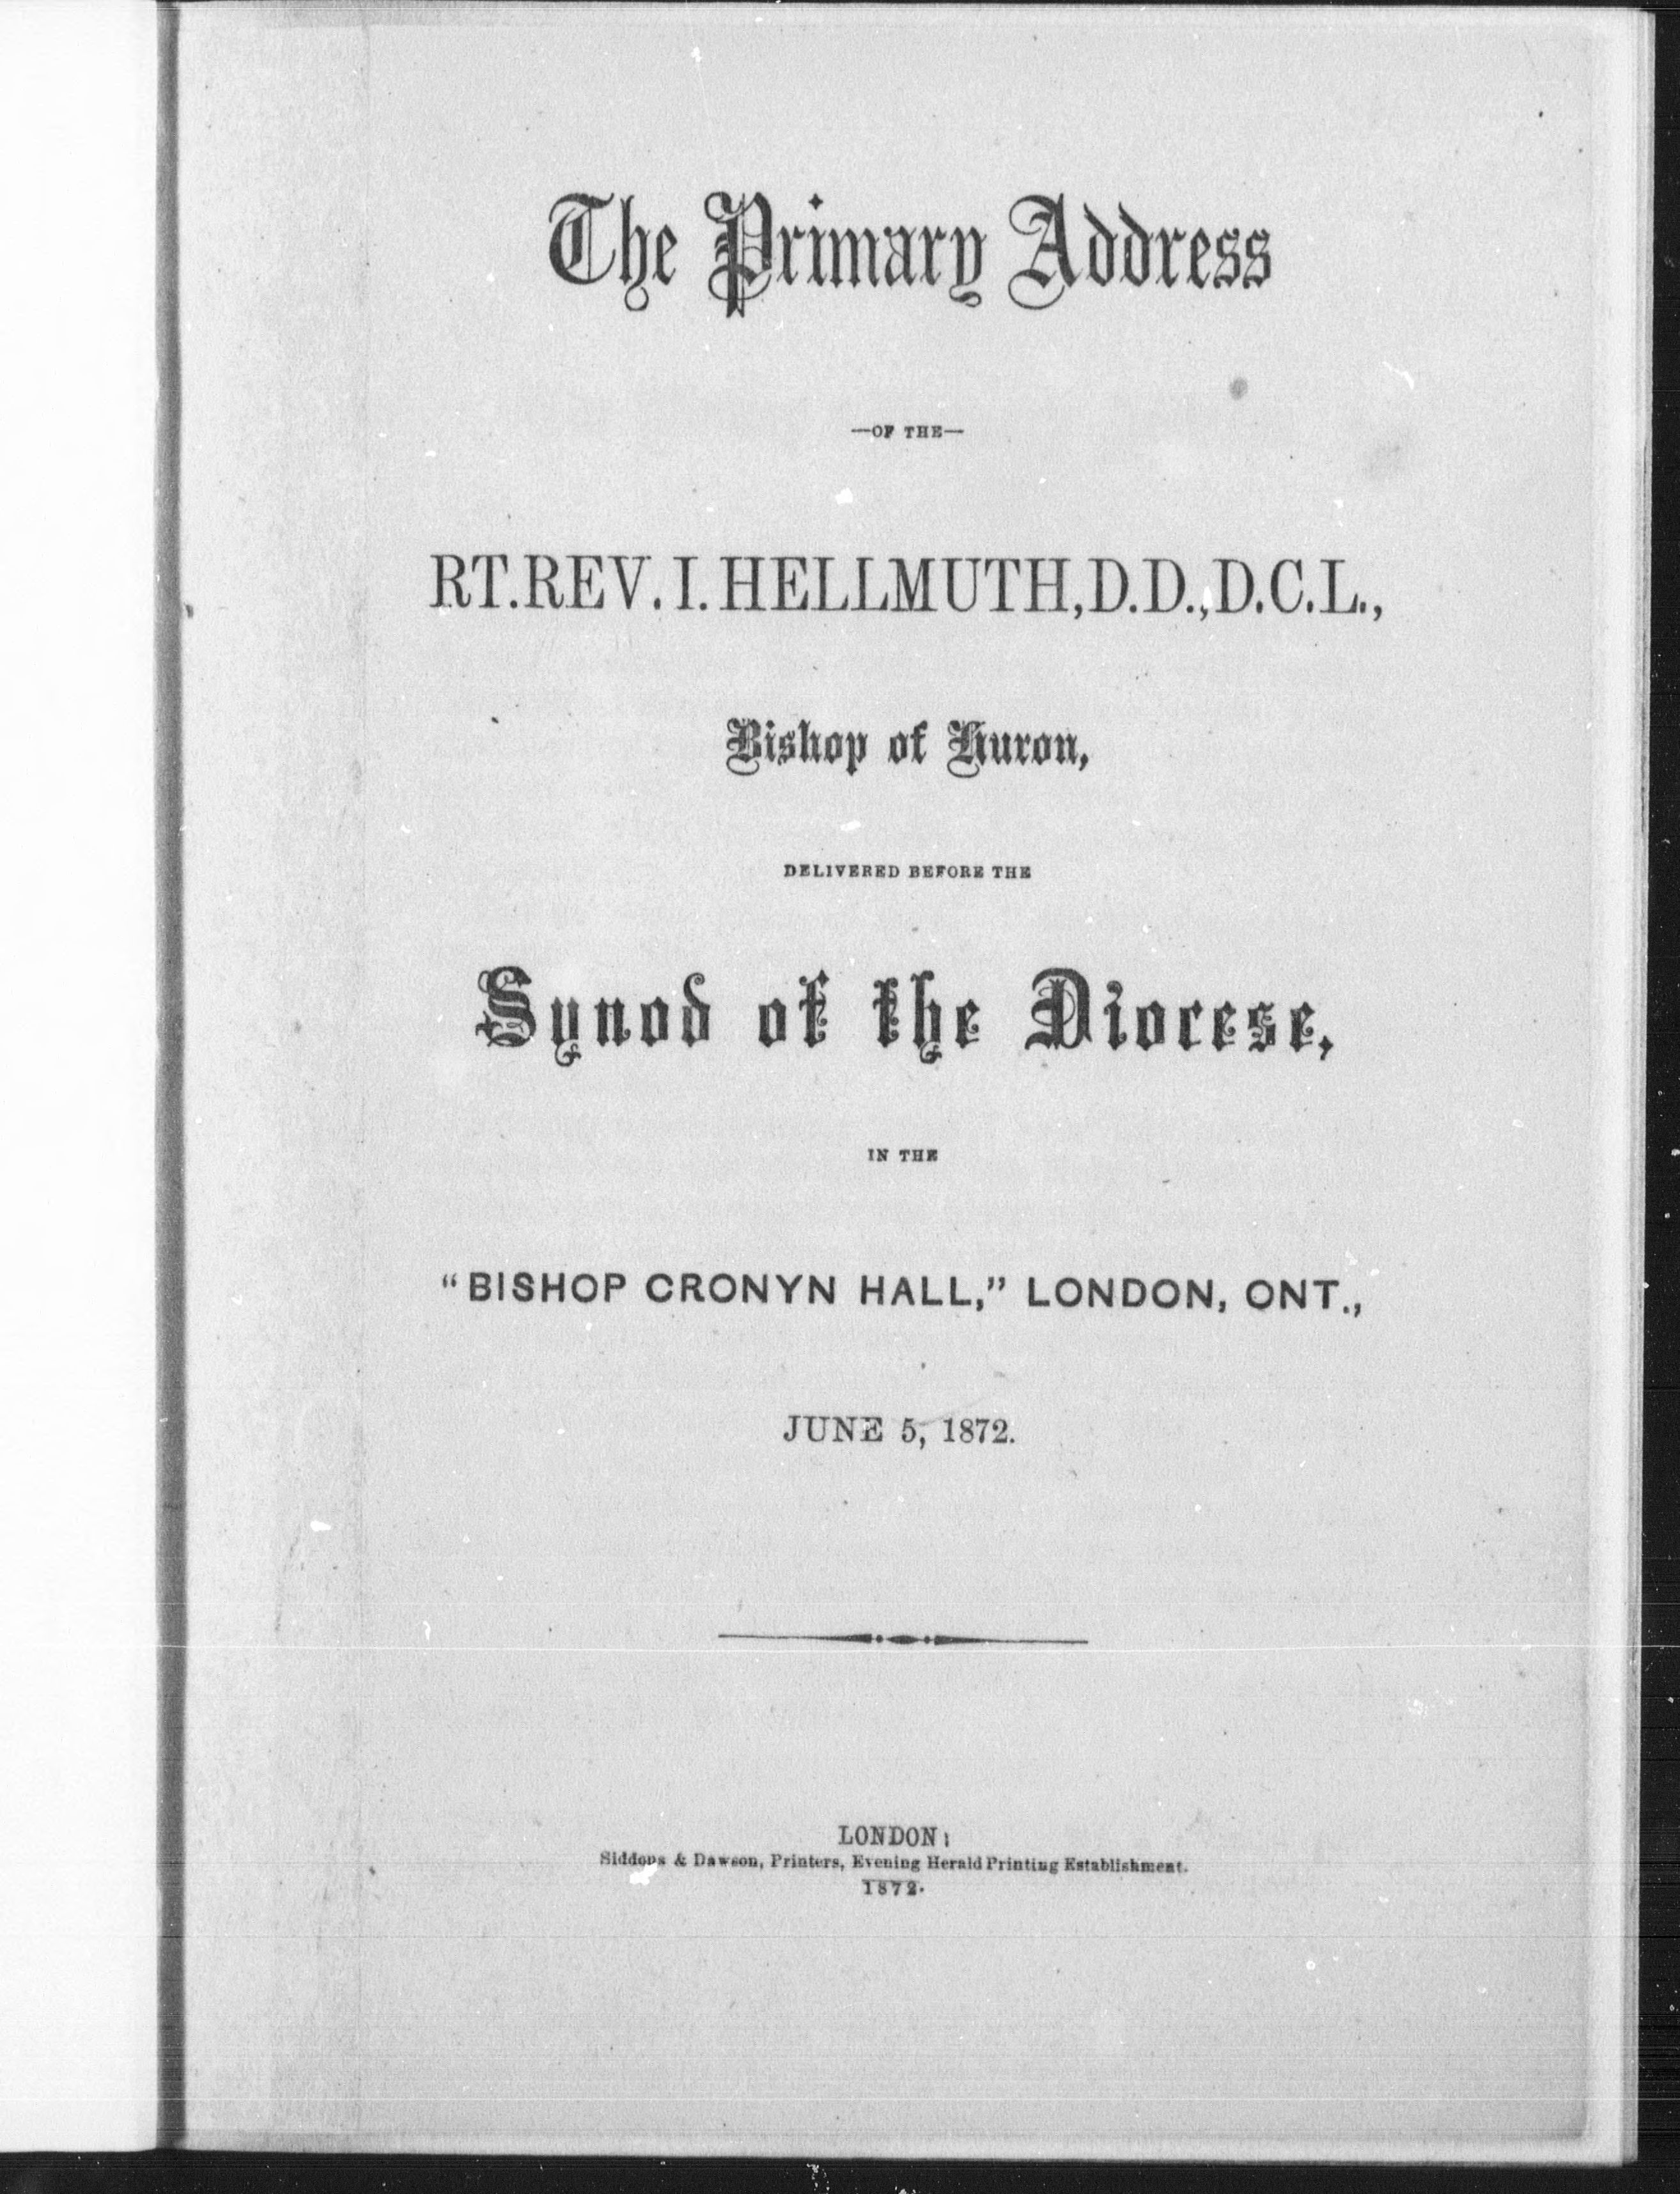 The Primary Address
—OF THE—
RT. REV. I. HELLMUTH, D.D., D.C.L.,
Bishop of Huron,
DELIVERED BEFORE THE
Synod of the Diocese,
IN THE
"BISHOP CRONYN HALL," LONDON, ONT.,
JUNE 5, 1872.
LONDON:
Siddons & Dawson, Printers, Evening Herald Printing Establishment.
1872.